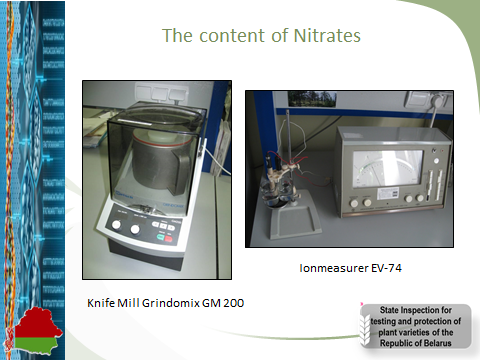 The content of Nitrates
Ionmeasurer EV-74
Knife Mill Grindomix GM 200
State Inspection for
testing and protection of
plant varieties of the
Republic of Belarus